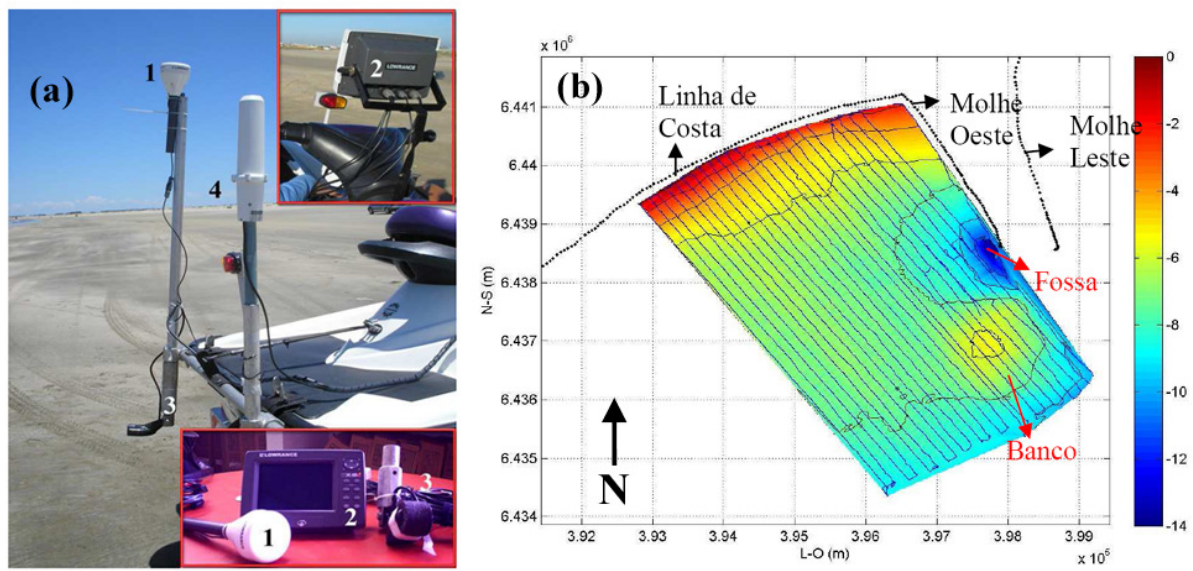 (a)
1
4
3
2
LOWRANCE
LOWRANCE
1
2
3
(b)
x 10⁶
6.441
6.44
6.439
6.438
6.437
6.436
6.435
6.434
N-S (m)
3.92
3.93
3.94
3.95
3.96
3.97
3.98
3.99
x 10⁵
L-O (m)
Linha de
Costa
Molhe
Oeste
Molhe
Leste
Fossa
Banco
N
0
-2
-4
-6
-8
-10
-12
-14